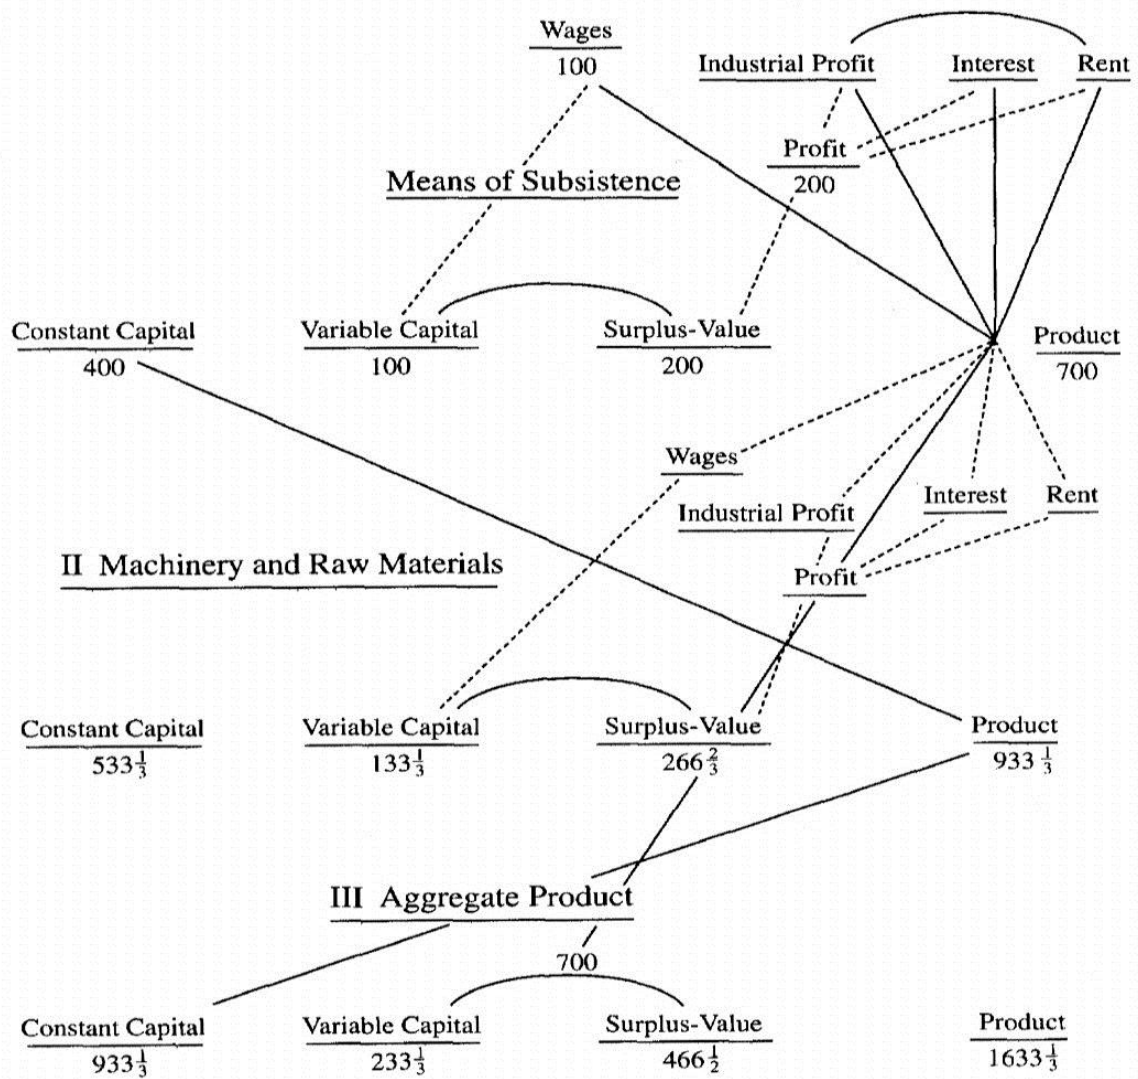 Wages
100
Industrial Profit Interest Rent
Profit
200
Means of Subsistence
Constant Capital Variable Capital Surplus-Value Product
400 100 200 700
Wages
Industrial Profit Interest Rent
II Machinery and Raw Materials
Profit
Constant Capital Variable Capital Surplus-Value Product
533⅓ 133⅓ 266⅔ 933 ⅓
III Aggregate Product
700
Constant Capital Variable Capital Surplus-Value Product
933⅓ 233⅓ 466½ 1633⅓